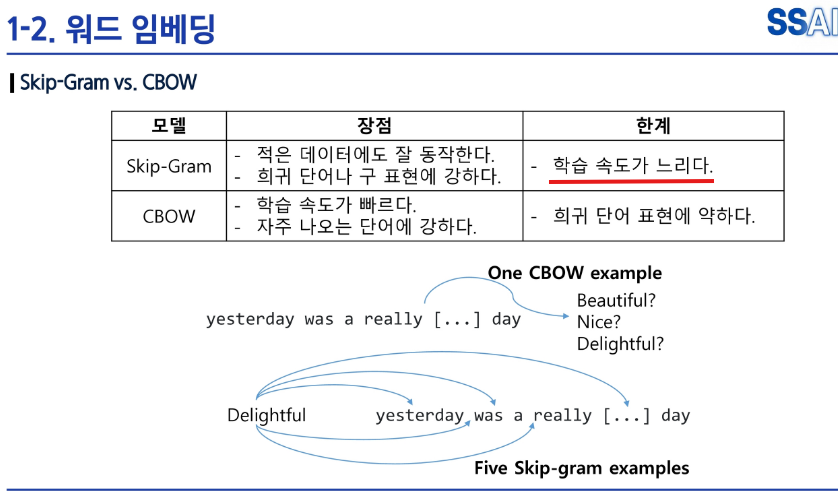 1-2. 워드 임베딩
SSAI
Skip-Gram vs. CBOW
모델 장점 한계
Skip-Gram
- 적은 데이터에도 잘 동작한다.
- 희귀 단어나 구 표현에 강하다.
- 학습 속도가 느리다.
CBOW
- 학습 속도가 빠르다.
- 자주 나오는 단어에 강하다.
- 희귀 단어 표현에 약하다.
One CBOW example
yesterday was a really [...] day
Beautiful?
Nice?
Delightful?
Delightful
yesterday was a really [...] day
Five Skip-gram examples